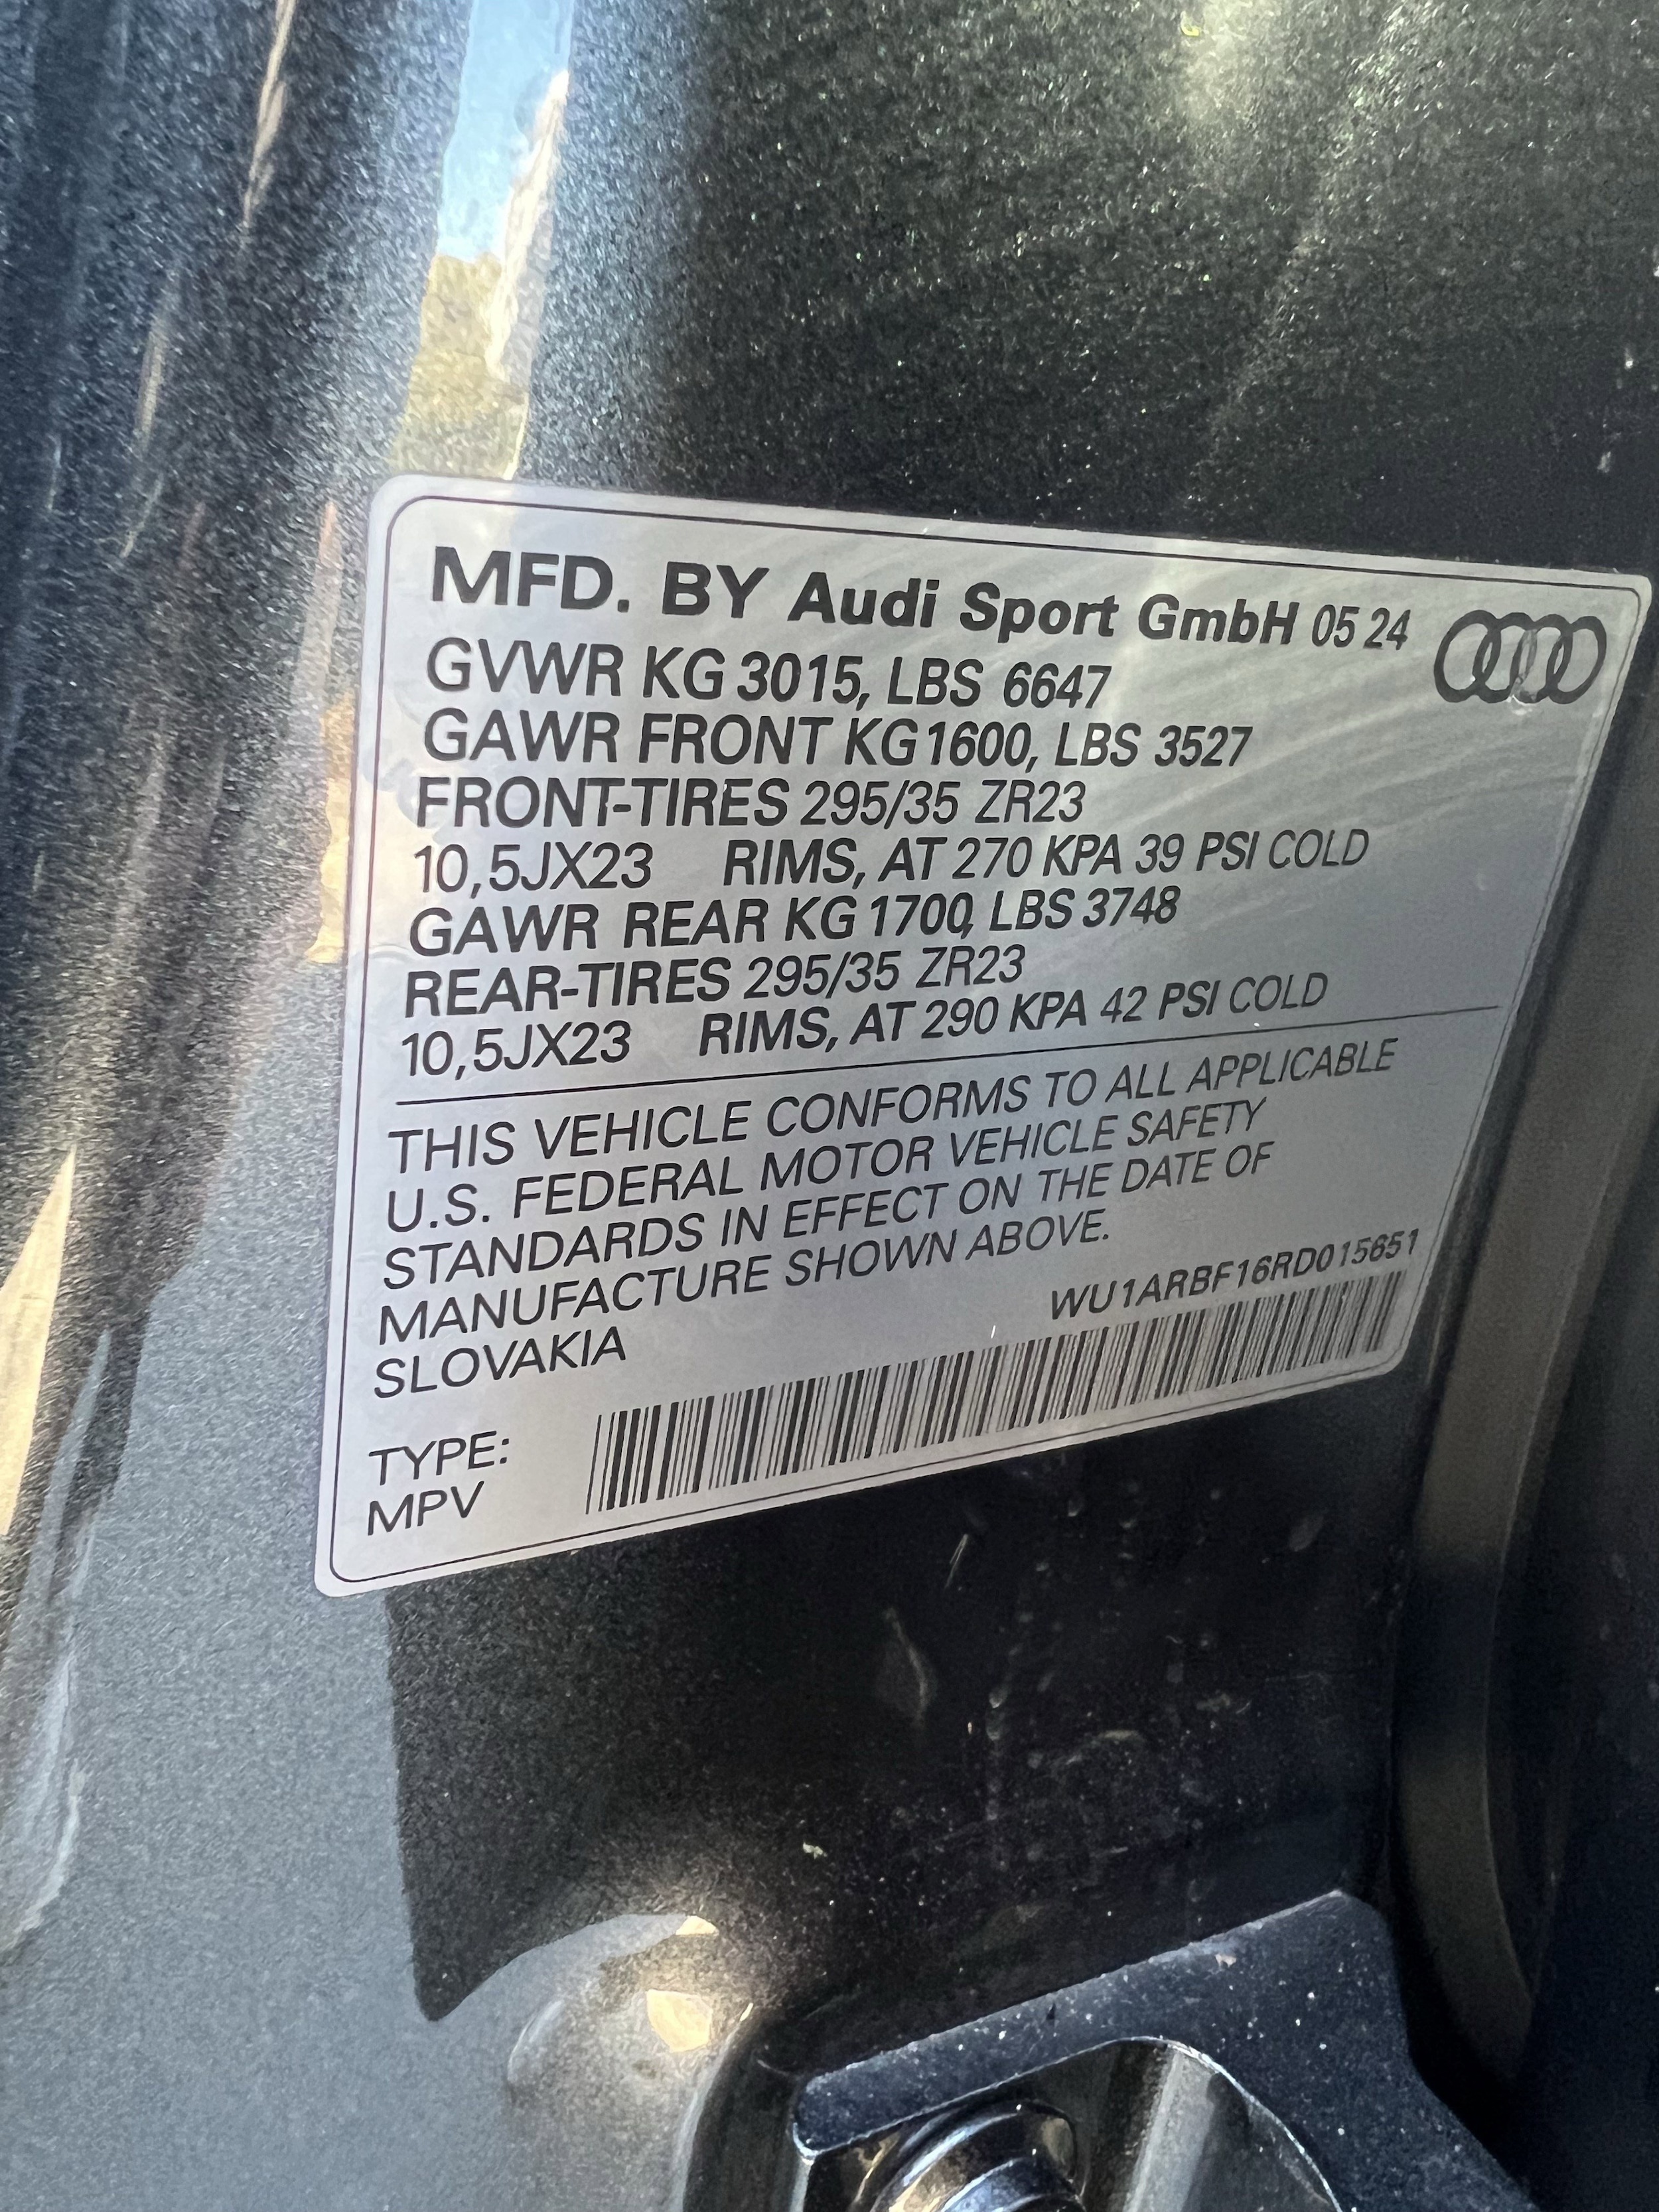 MFD. BY Audi Sport GmbH 05 24
GVWR KG 3015, LBS 6647
GAWR FRONT KG 1600, LBS 3527
FRONT-TIRES 295/35 ZR23
10,5JX23 RIMS, AT 270 KPA 39 PSI COLD
GAWR REAR KG 1700, LBS 3748
REAR-TIRES 295/35 ZR23
10,5JX23 RIMS, AT 290 KPA 42 PSI COLD
THIS VEHICLE CONFORMS TO ALL APPLICABLE
U.S. FEDERAL MOTOR VEHICLE SAFETY
STANDARDS IN EFFECT ON THE DATE OF
MANUFACTURE SHOWN ABOVE.
SLOVAKIA
WU1ARBF16RD015651
TYPE:
MPV